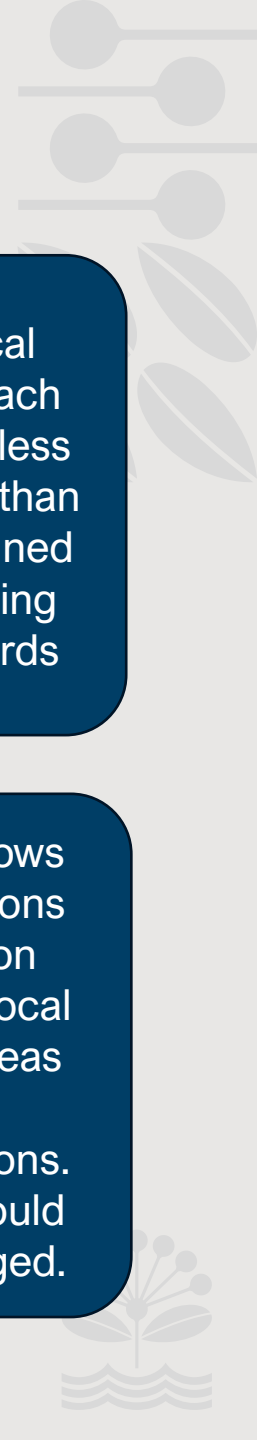 cal
ach
less
than
ned
ing
rds
ows
ons
on
ocal
eas
ons.
ould
ged.